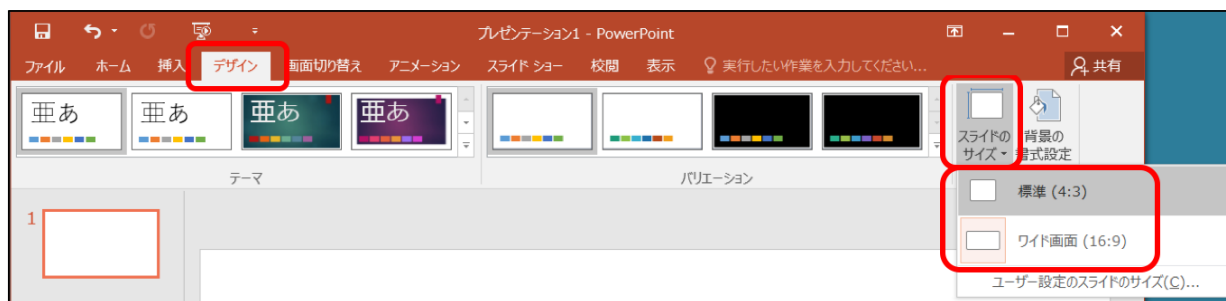 プレゼンテーション1 - PowerPoint
ファイル ホーム 挿入 デザイン 画面切り替え アニメーション スライド ショー 校閲 表示 実行したい作業を入力してください... 共有
亜あ 亜あ 亜あ 亜あ
スライドの サイズ 背景の 書式設定
テーマ バリエーション
標準 (4:3)
1
ワイド画面 (16:9)
ユーザー設定のスライドのサイズ(C)...